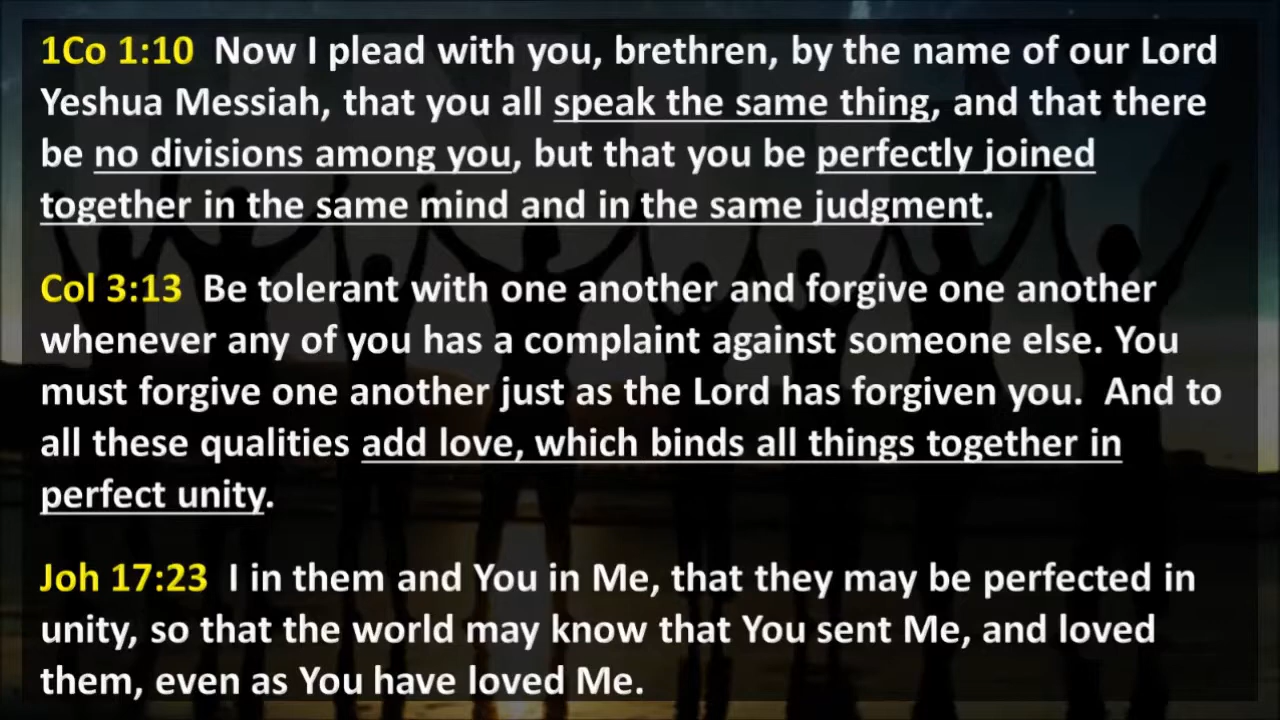 1Co 1:10 Now I plead with you, brethren, by the name of our Lord
Yeshua Messiah, that you all speak the same thing, and that there
be no divisions among you, but that you be perfectly joined
together in the same mind and in the same judgment.
Col 3:13 Be tolerant with one another and forgive one another
whenever any of you has a complaint against someone else. You
must forgive one another just as the Lord has forgiven you. And to
all these qualities add love, which binds all things together in
perfect unity.
Joh 17:23 I in them and You in Me, that they may be perfected in
unity, so that the world may know that You sent Me, and loved
them, even as You have loved Me.